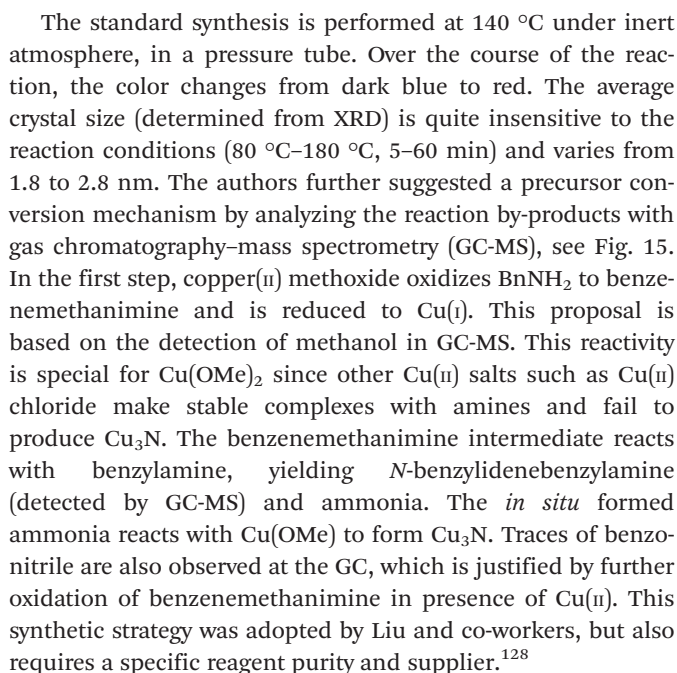 The standard synthesis is performed at 140 °C under inert
atmosphere, in a pressure tube. Over the course of the reac-
tion, the color changes from dark blue to red. The average
crystal size (determined from XRD) is quite insensitive to the
reaction conditions (80 °C–180 °C, 5–60 min) and varies from
1.8 to 2.8 nm. The authors further suggested a precursor con-
version mechanism by analyzing the reaction by-products with
gas chromatography–mass spectrometry (GC-MS), see Fig. 15.
In the first step, copper(II) methoxide oxidizes BnNH₂ to benze-
nemethanimine and is reduced to Cu(I). This proposal is
based on the detection of methanol in GC-MS. This reactivity
is special for Cu(OMe)₂ since other Cu(II) salts such as Cu(II)
chloride make stable complexes with amines and fail to
produce Cu₃N. The benzenemethanimine intermediate reacts
with benzylamine, yielding N-benzylidenebenzylamine
(detected by GC-MS) and ammonia. The in situ formed
ammonia reacts with Cu(OMe) to form Cu₃N. Traces of benzo-
nitrile are also observed at the GC, which is justified by further
oxidation of benzenemethanimine in presence of Cu(II). This
synthetic strategy was adopted by Liu and co-workers, but also
requires a specific reagent purity and supplier.¹²⁸